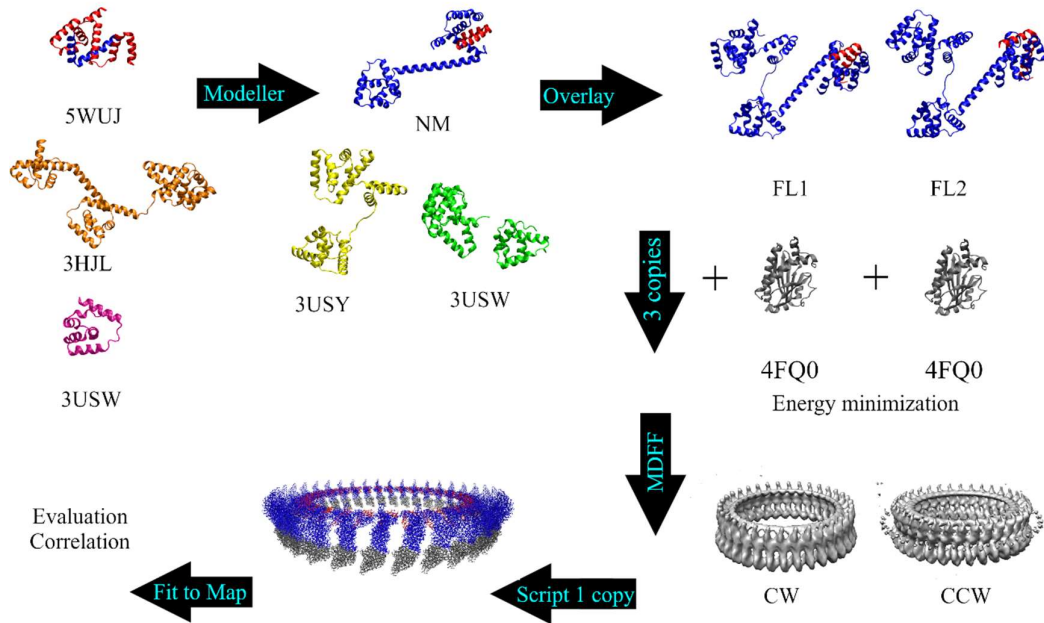 5WUJ
Modeller
NM
Overlay
FL1
FL2
3HJL
3USY
3USW
3USW
3 copies
+
+
4FQ0
4FQ0
Energy minimization
MDFF
Evaluation
Correlation
CW
CCW
Fit to Map
Script 1 copy